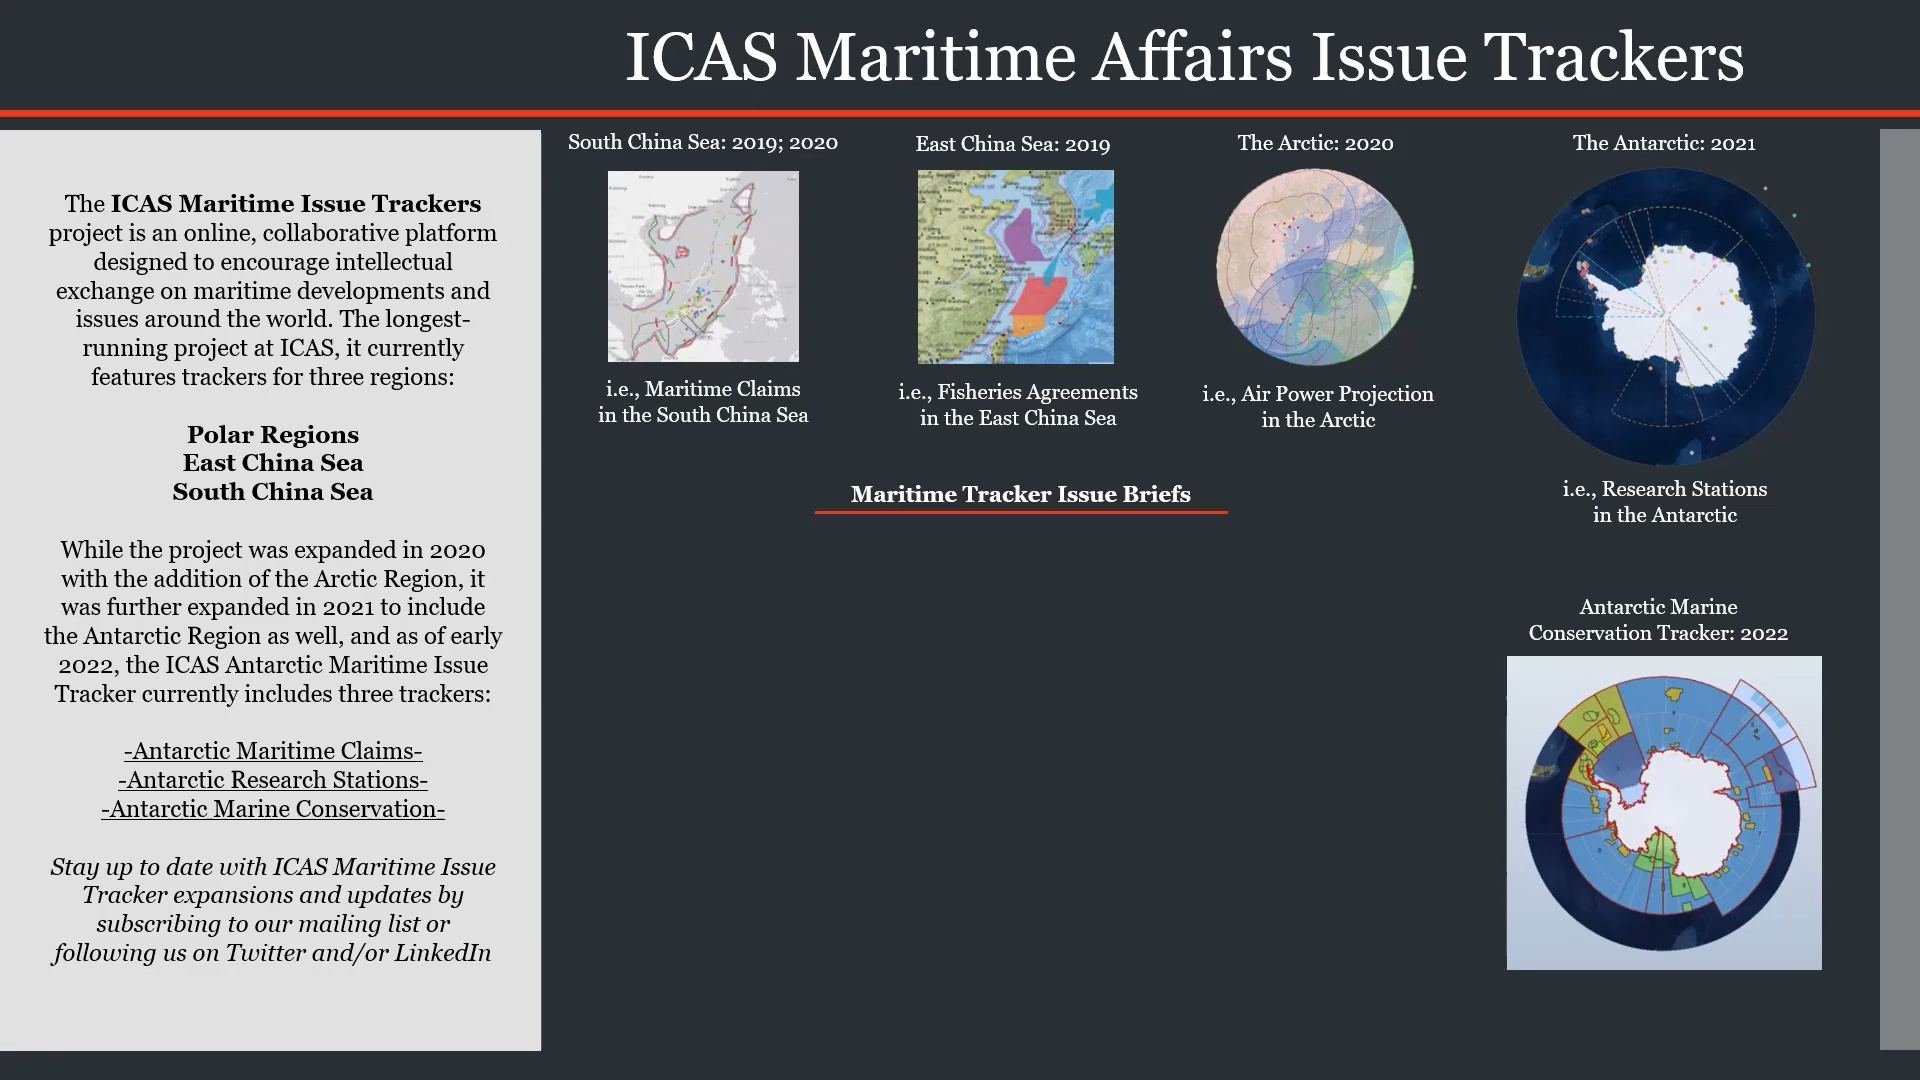 ICAS Maritime Affairs Issue Trackers
The ICAS Maritime Issue Trackers
project is an online, collaborative platform
designed to encourage intellectual
exchange on maritime developments and
issues around the world. The longest-
running project at ICAS, it currently
features trackers for three regions:
Polar Regions
East China Sea
South China Sea
While the project was expanded in 2020
with the addition of the Arctic Region, it
was further expanded in 2021 to include
the Antarctic Region as well, and as of early
2022, the ICAS Antarctic Maritime Issue
Tracker currently includes three trackers:
-Antarctic Maritime Claims-
-Antarctic Research Stations-
-Antarctic Marine Conservation-
Stay up to date with ICAS Maritime Issue
Tracker expansions and updates by
subscribing to our mailing list or
following us on Twitter and/or LinkedIn
South China Sea: 2019; 2020
i.e., Maritime Claims
in the South China Sea
East China Sea: 2019
i.e., Fisheries Agreements
in the East China Sea
The Arctic: 2020
i.e., Air Power Projection
in the Arctic
The Antarctic: 2021
i.e., Research Stations
in the Antarctic
Maritime Tracker Issue Briefs
Antarctic Marine
Conservation Tracker: 2022